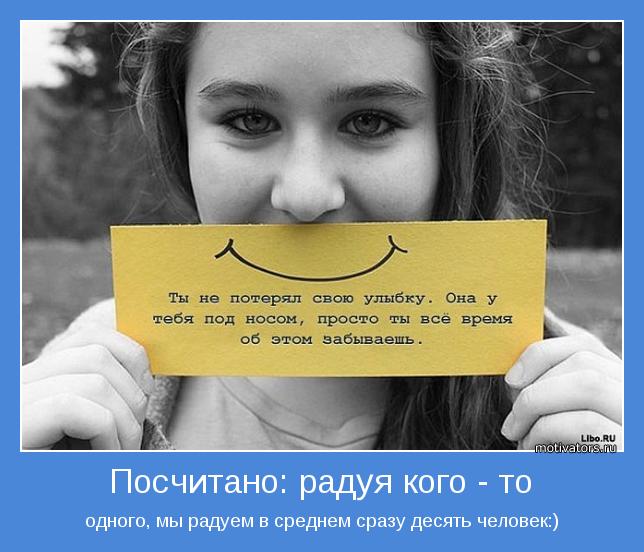 Ты не потерял свою улыбку. Она у
тебя под носом, просто ты всё время
об этом забываешь.
Libo.RU
motivators.ru
Посчитано: радуя кого - то
одного, мы радуем в среднем сразу десять человек:)